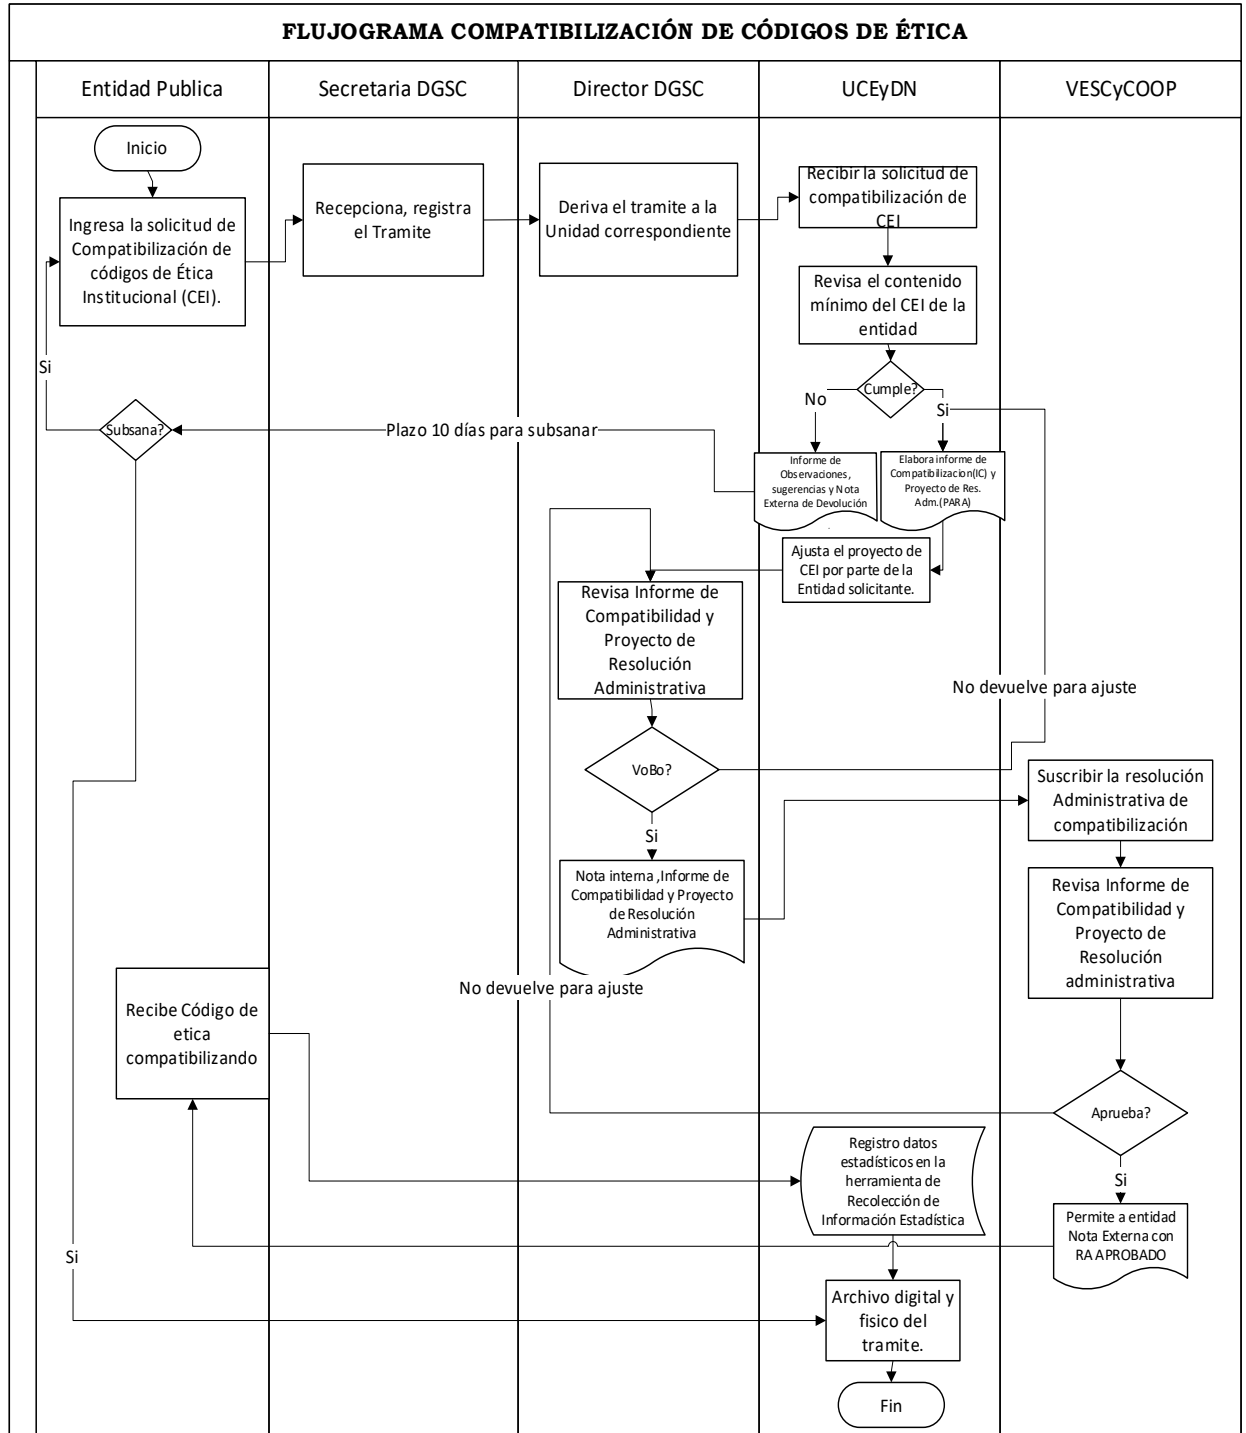 FLUJOGRAMA COMPATIBILIZACIÓN DE CÓDIGOS DE ÉTICA
Entidad Publica
Secretaria DGSC
Director DGSC
UCEyDN
VESCyCOOP
Inicio
Ingresa la solicitud de
Compatibilización de
códigos de Ética
Institucional (CEI).
Recepciona, registra
el Tramite
Deriva el tramite a la
Unidad correspondiente
Recibir la solicitud de
compatibilización de
CEI
Revisa el contenido
mínimo del CEI de la
entidad
Si
Cumple?
No
Si
Subsana?
Plazo 10 días para subsanar
Informe de
Observaciones,
sugerencias y Nota
Externa de Devolución
.
Elabora informe de
Compatibilizacion(IC) y
Proyecto de Res.
Adm.(PARA)
Ajusta el proyecto de
CEI por parte de la
Entidad solicitante.
Revisa Informe de
Compatibilidad y
Proyecto de
Resolución
Administrativa
No devuelve para ajuste
VoBo?
Si
Suscribir la resolución
Administrativa de
compatibilización
Nota interna ,Informe de
Compatibilidad y Proyecto
de Resolución
Administrativa
Revisa Informe de
Compatibilidad y
Proyecto de
Resolución
administrativa
No devuelve para ajuste
Recibe Código de
etica
compatibilizando
Aprueba?
Si
Registro datos
estadísticos en la
herramienta de
Recolección de
Información Estadística
Permite a entidad
Nota Externa con
RA APROBADO
Si
Archivo digital y
fisico del
tramite.
Fin